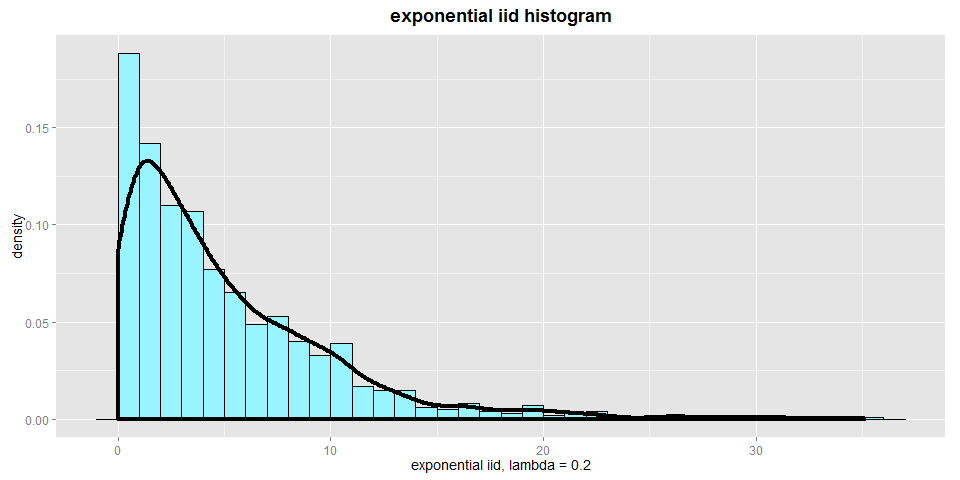 exponential iid histogram
density
0.15
0.10
0.05
0.00
0 10 20 30
exponential iid, lambda = 0.2